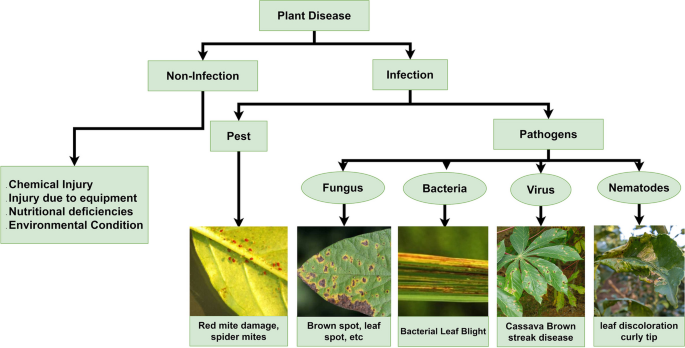 Plant Disease
Non-Infection
Infection
Pest
Pathogens
.Chemical Injury
.Injury due to equipment
.Nutritional deficiencies
.Environmental Condition
Fungus
Bacteria
Virus
Nematodes
Red mite damage,
spider mites
Brown spot, leaf
spot, etc
Bacterial Leaf Blight
Cassava Brown
streak disease
leaf discoloration
curly tip